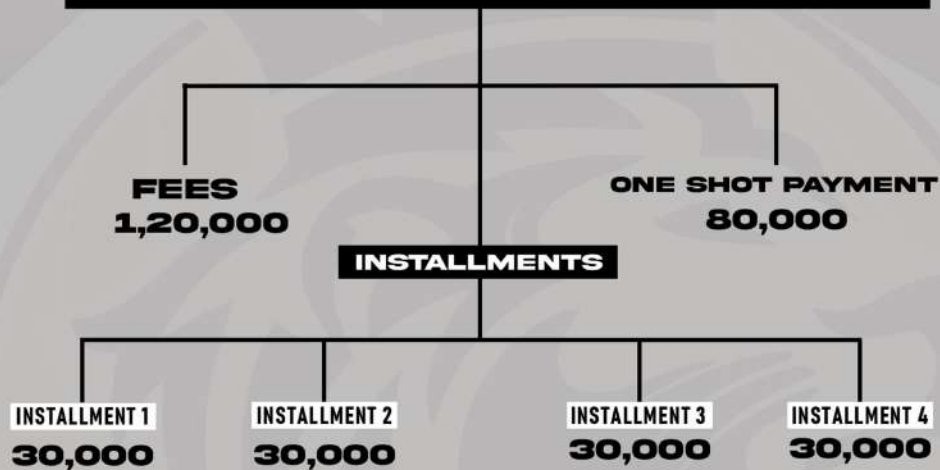 FEES
1,20,000
ONE SHOT PAYMENT
80,000
INSTALLMENTS
INSTALLMENT 1
30,000
INSTALLMENT 2
30,000
INSTALLMENT 3
30,000
INSTALLMENT 4
30,000